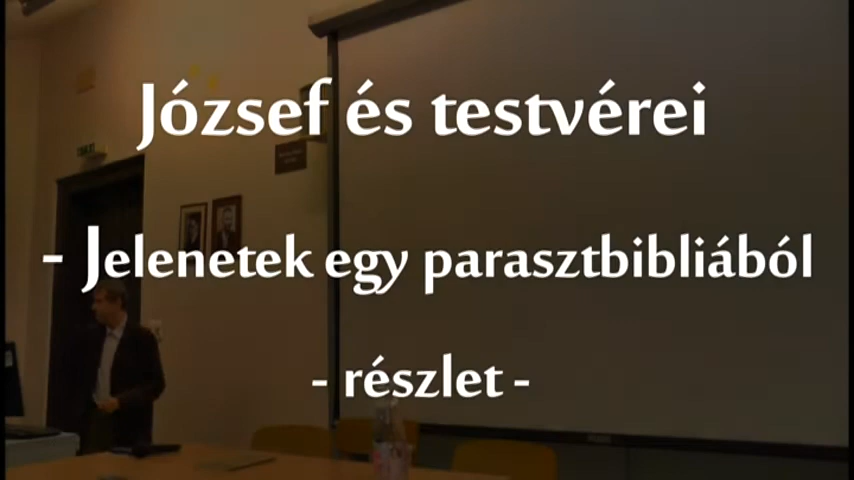 József és testvérei
- Jelenetek egy parasztbibliából
- részlet -